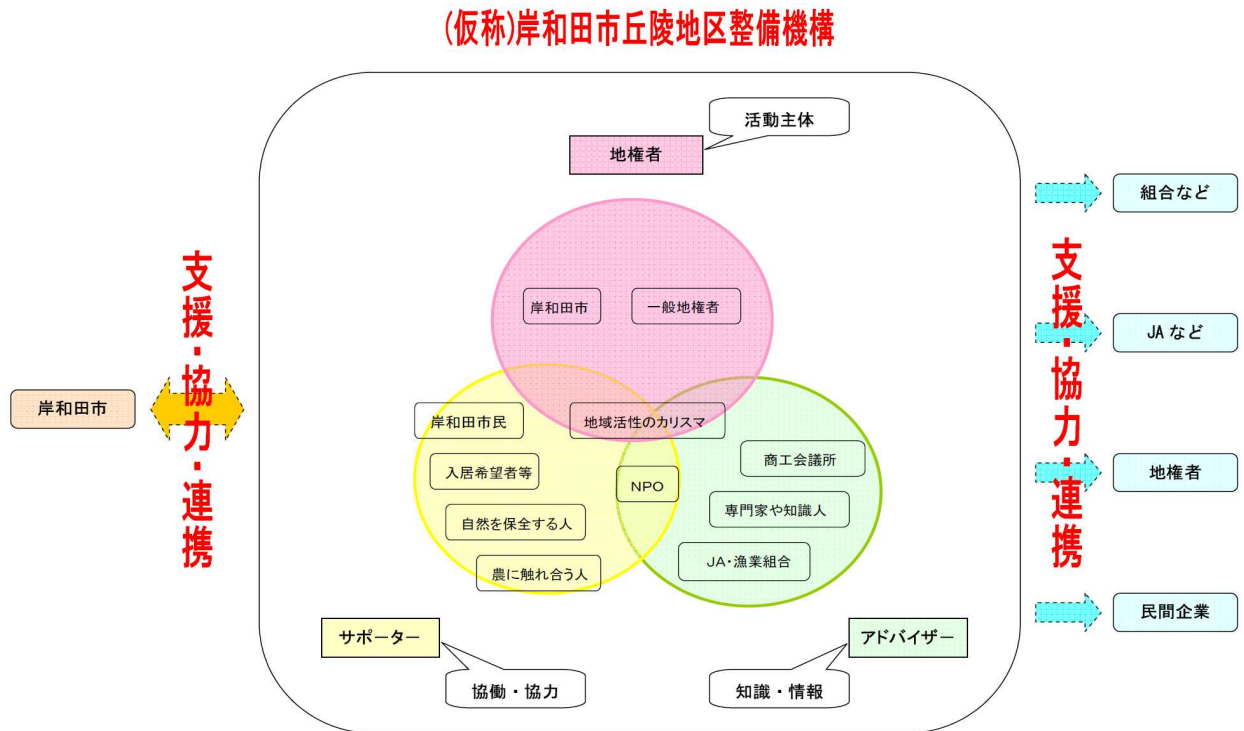 (仮称)岸和田市丘陵地区整備機構
活動主体
地権者
岸和田市
一般地権者
岸和田市民
地域活性のカリスマ
入居希望者等
NPO
商工会議所
自然を保全する人
専門家や知識人
農に触れ合う人
JA・漁業組合
サポーター
アドバイザー
協働・協力
知識・情報
岸和田市
支援・協力・連携
支援・協力・連携
組合など
JAなど
地権者
民間企業